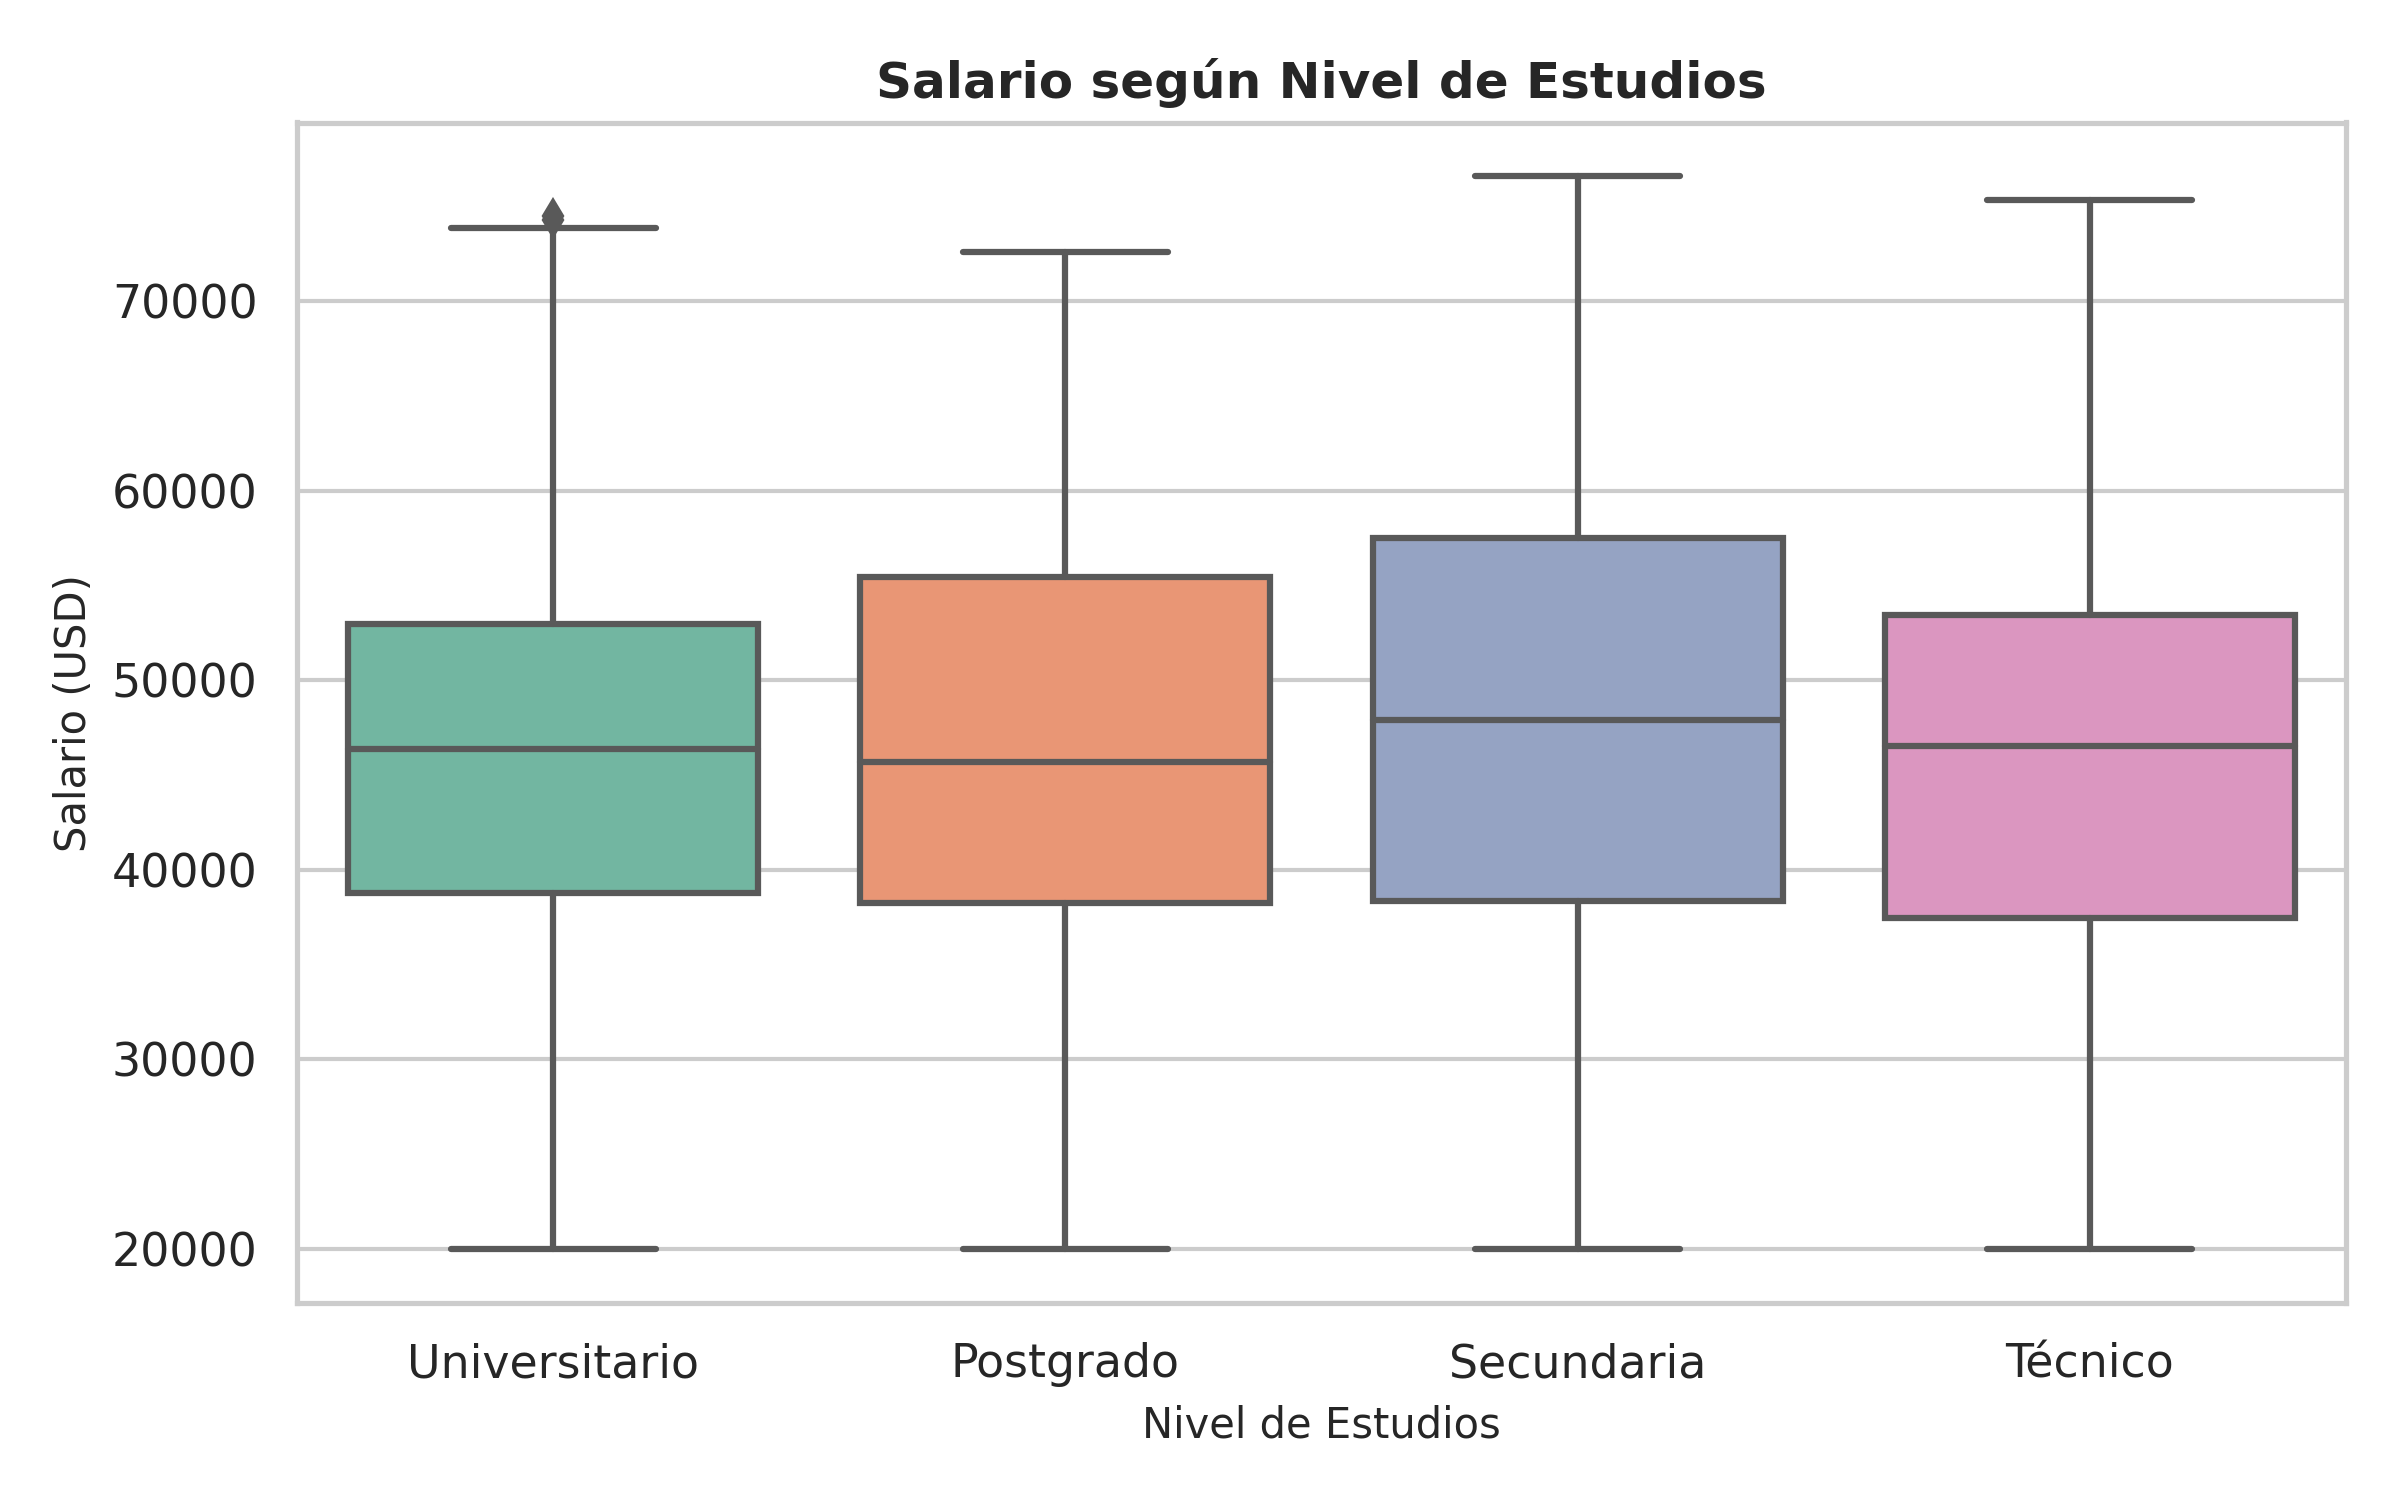 Salario según Nivel de Estudios
Salario (USD)
70000
60000
50000
40000
30000
20000
Universitario
Postgrado
Secundaria
Técnico
Nivel de Estudios